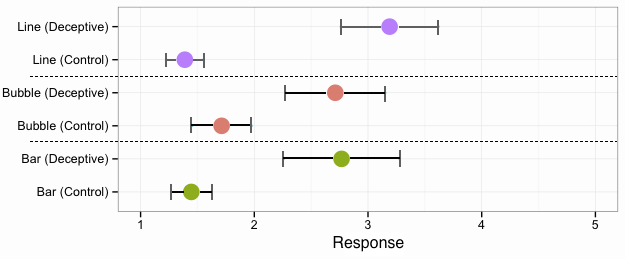 Line (Deceptive)
Line (Control)
Bubble (Deceptive)
Bubble (Control)
Bar (Deceptive)
Bar (Control)
1 2 3 4 5
Response